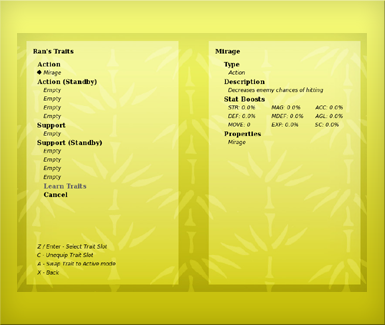 Ran's Traits
Action
Mirage
Action (Standby)
Empty
Empty
Empty
Empty
Support
Empty
Support (Standby)
Empty
Empty
Empty
Empty
Learn Traits
Cancel
Z / Enter - Select Trait Slot
C - Unequip Trait Slot
A - Swap Trait to Active mode
X - Back
Mirage
Type
Action
Description
Decreases enemy chances of hitting
Stat Boosts
STR: 0.0% MAG: 0.0% ACC: 0.0%
DEF: 0.0% MDEF: 0.0% AGL: 0.0%
MOVE: 0 EXP: 0.0% SC: 0.0%
Properties
Mirage